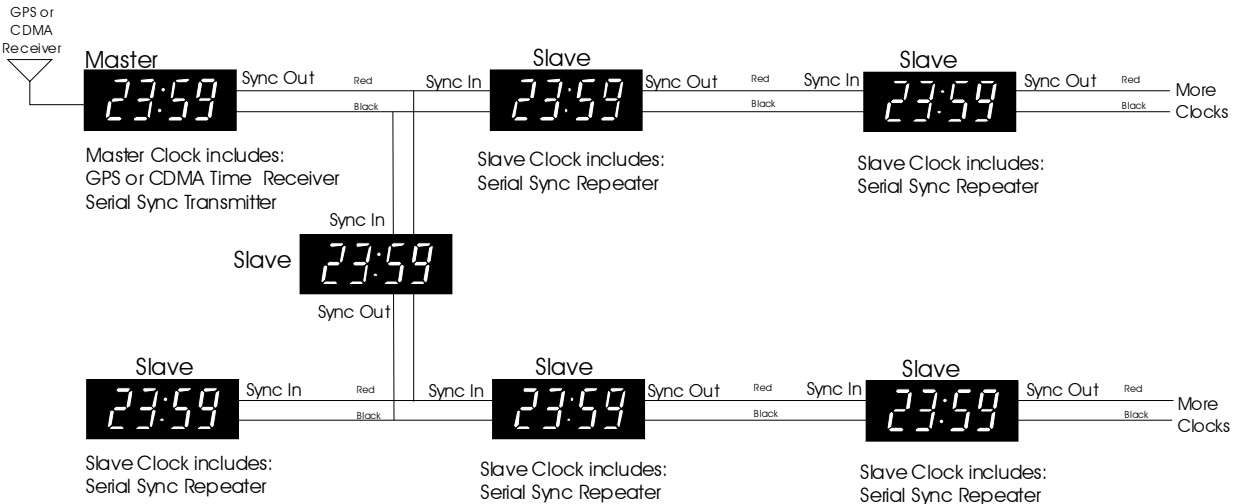 GPS or
CDMA
Receiver
Master
23:59
Sync Out
Red
Black
Sync In
Slave
23:59
Sync Out
Red
Black
Sync In
Slave
23:59
Sync Out
Red
Black
More
Clocks
Master Clock includes:
GPS or CDMA Time Receiver
Serial Sync Transmitter
Slave Clock includes:
Serial Sync Repeater
Slave Clock includes:
Serial Sync Repeater
Sync In
Slave
23:59
Sync Out
Slave
23:59
Sync In
Red
Black
Sync In
Slave
23:59
Sync Out
Red
Black
Sync In
Slave
23:59
Sync Out
Red
Black
More
Clocks
Slave Clock includes:
Serial Sync Repeater
Slave Clock includes:
Serial Sync Repeater
Slave Clock includes:
Serial Sync Repeater